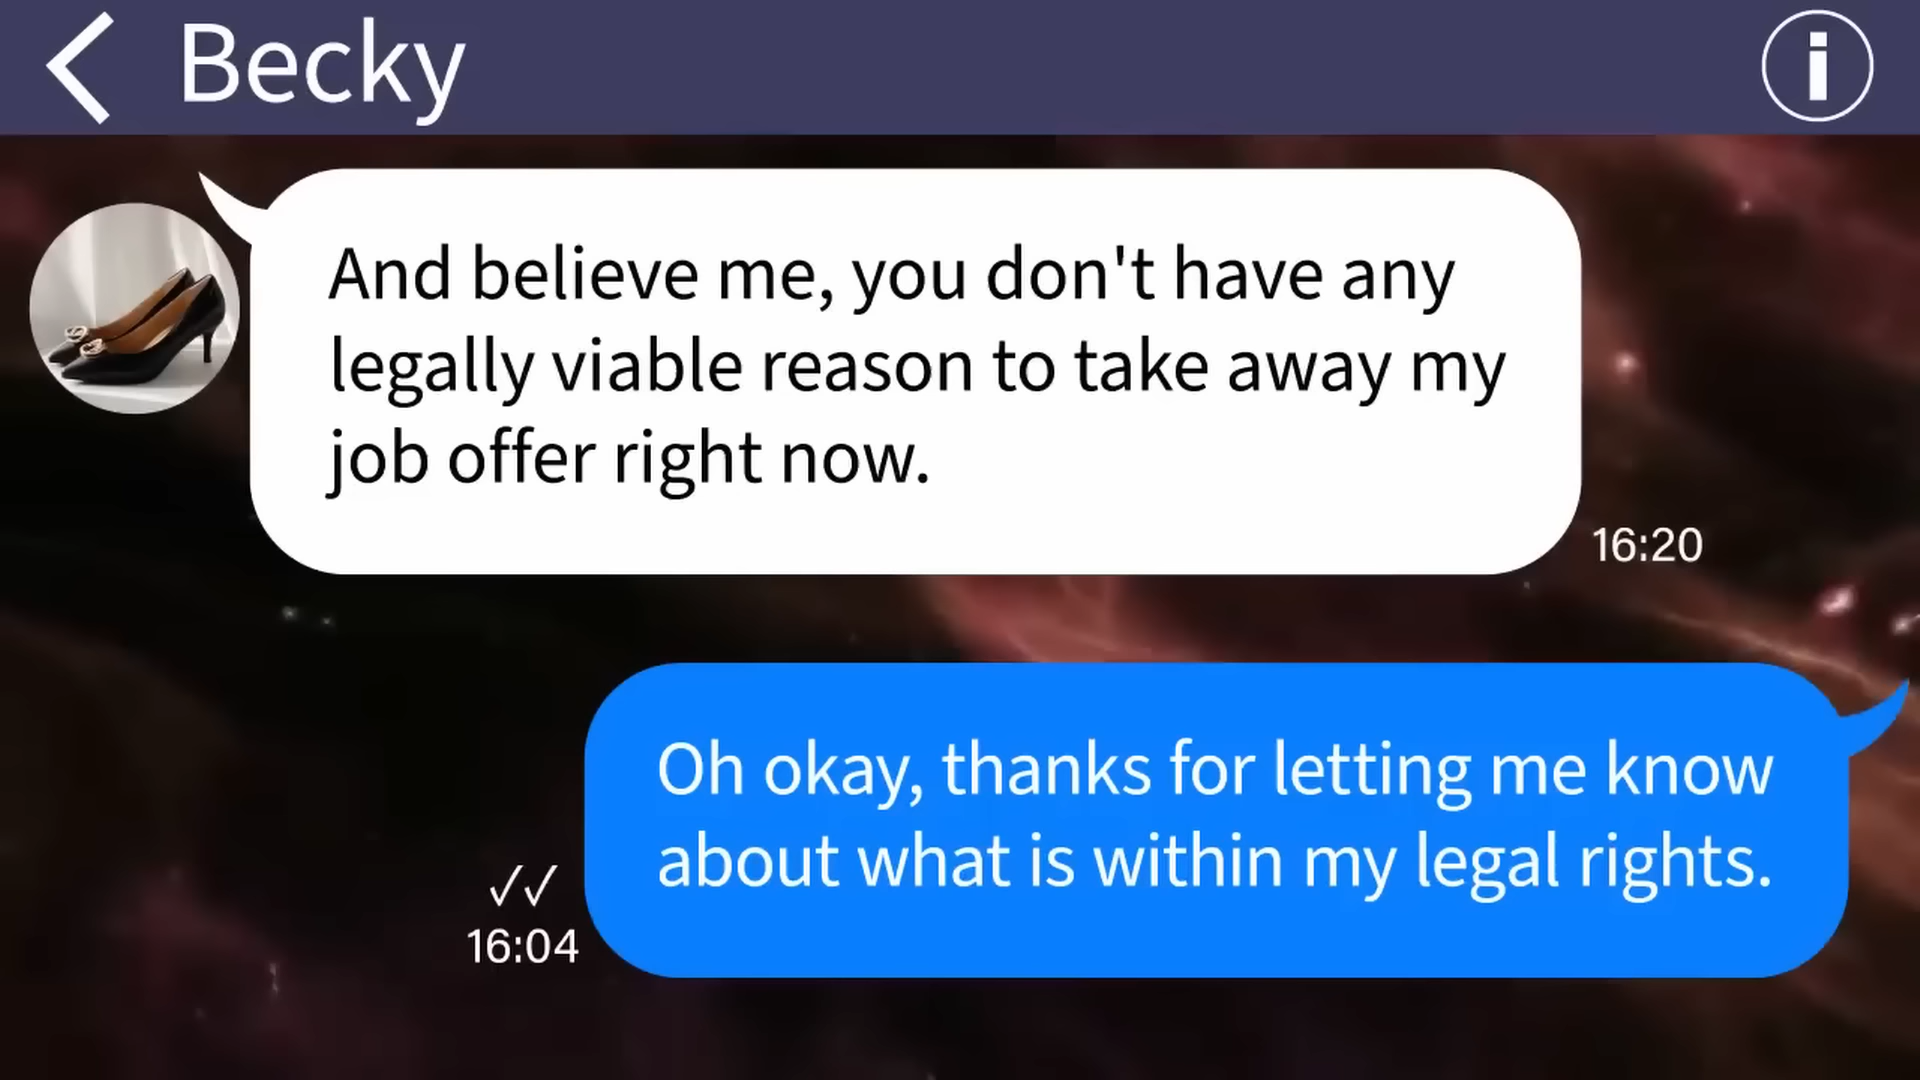 Becky
And believe me, you don't have any
legally viable reason to take away my
job offer right now.
16:20
Oh okay, thanks for letting me know
about what is within my legal rights.
✓✓
16:04